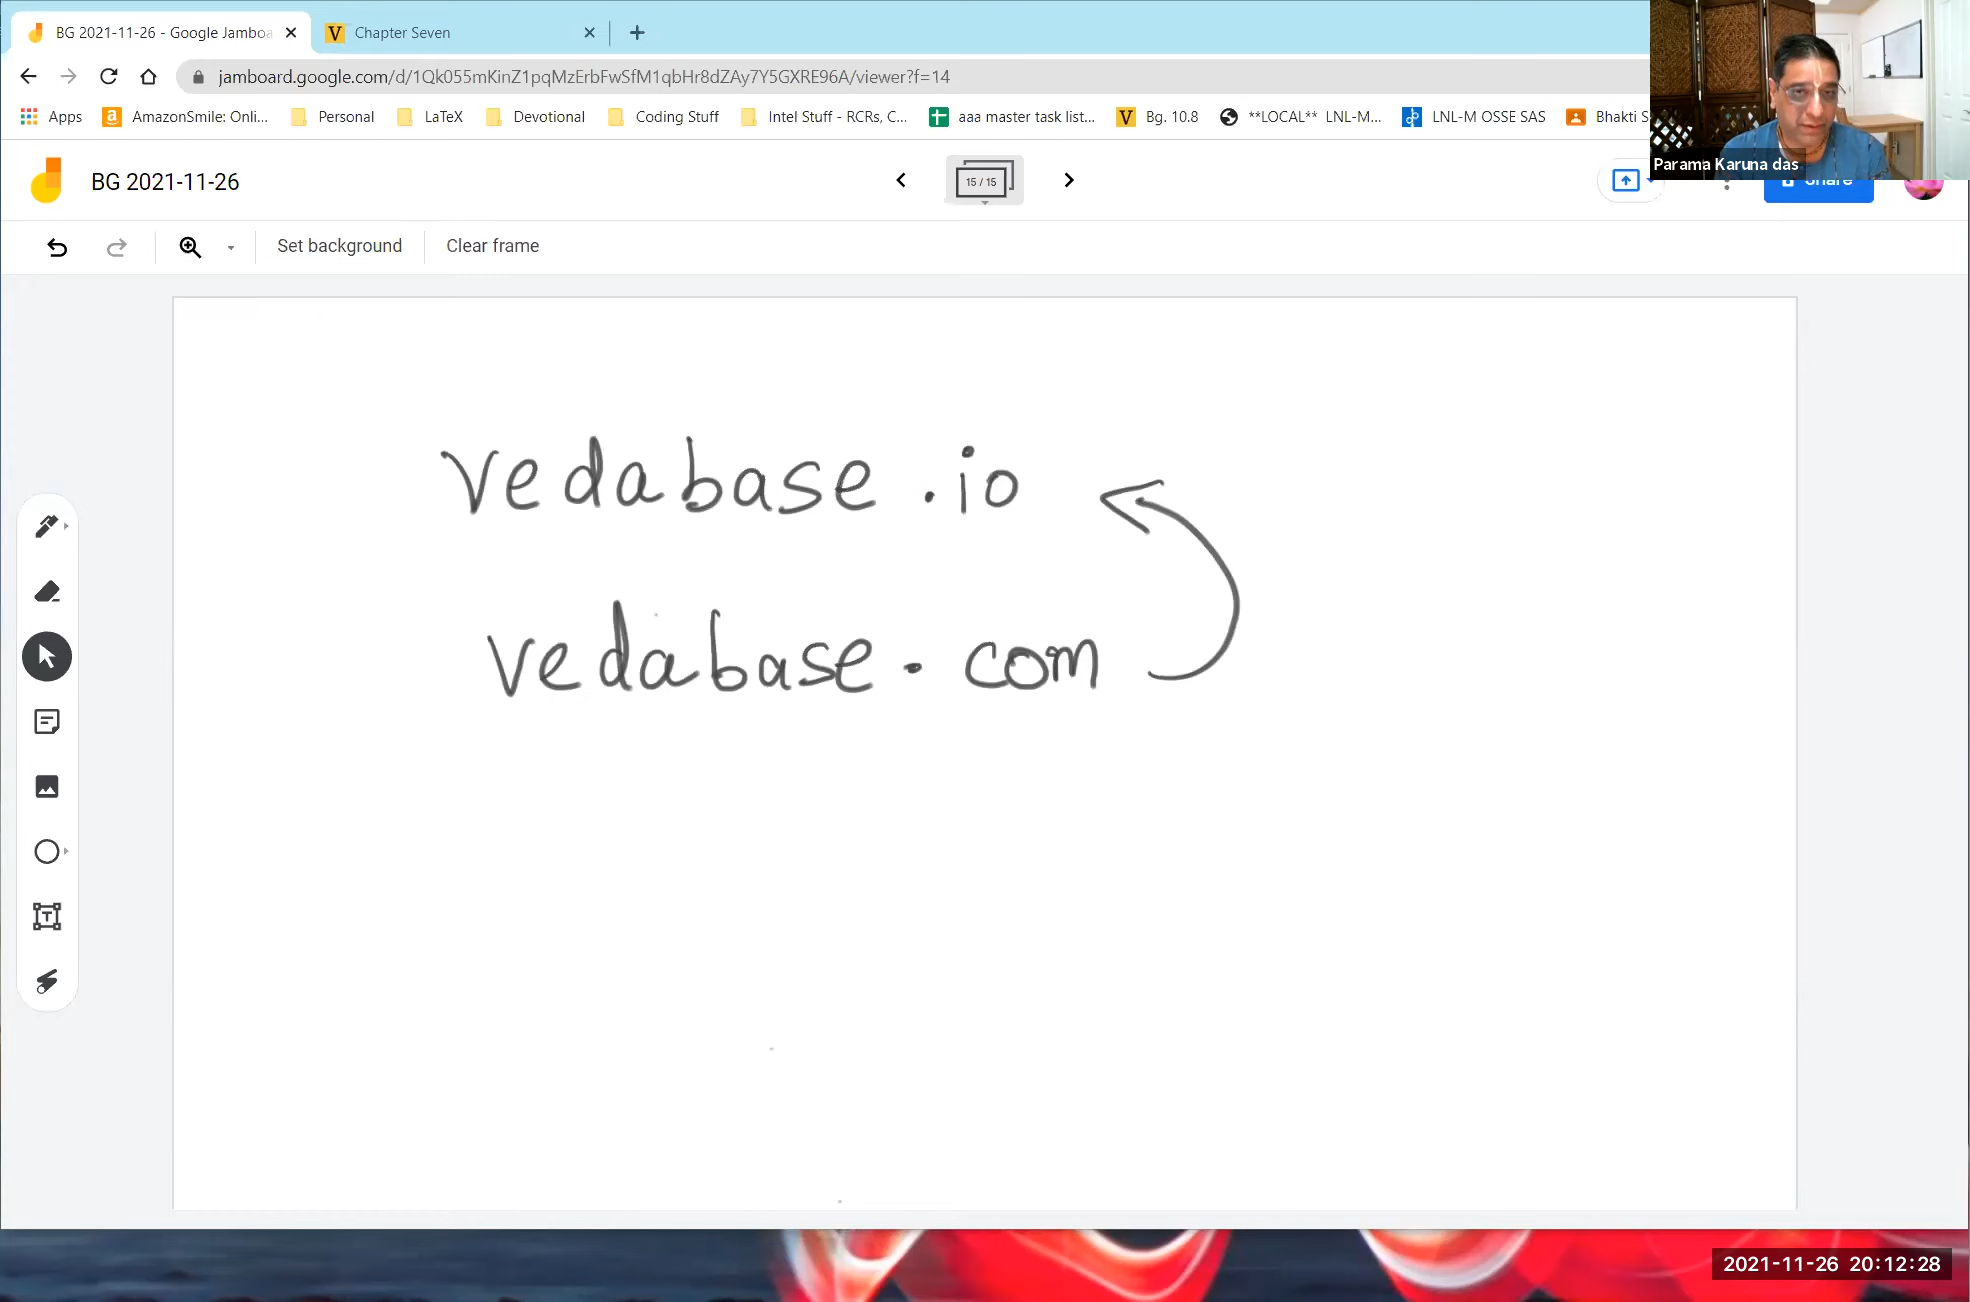 BG 2021-11-26 - Google Jamboa
Chapter Seven
jamboard.google.com/d/1Qk055mKinZ1pqMzErbFwSfM1qbHr8dZAy7Y5GXRE96A/viewer?f=14
Apps AmazonSmile: Onli... Personal LaTeX Devotional Coding Stuff Intel Stuff - RCRs, C... aaa master task list... Bg. 10.8 **LOCAL** LNL-M... LNL-M OSSE SAS Bhakti S
Parama Karuna das
BG 2021-11-26
15 / 15
Share
Set background Clear frame
vedabase.io
vedabase.com
2021-11-26 20:12:28